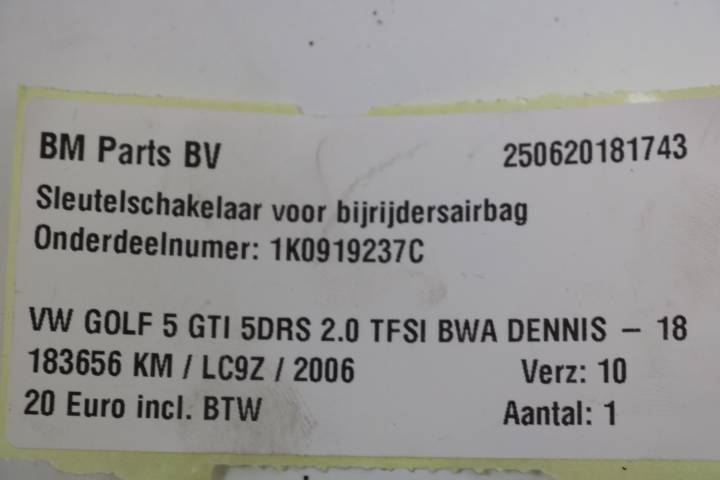 BM Parts BV 250620181743
Sleutelschakelaar voor bijrijdersairbag
Onderdeelnumer: 1K0919237C
VW GOLF 5 GTI 5DRS 2.0 TFSI BWA DENNIS - 18
183656 KM / LC9Z / 2006 Verz: 10
20 Euro incl. BTW Aantal: 1